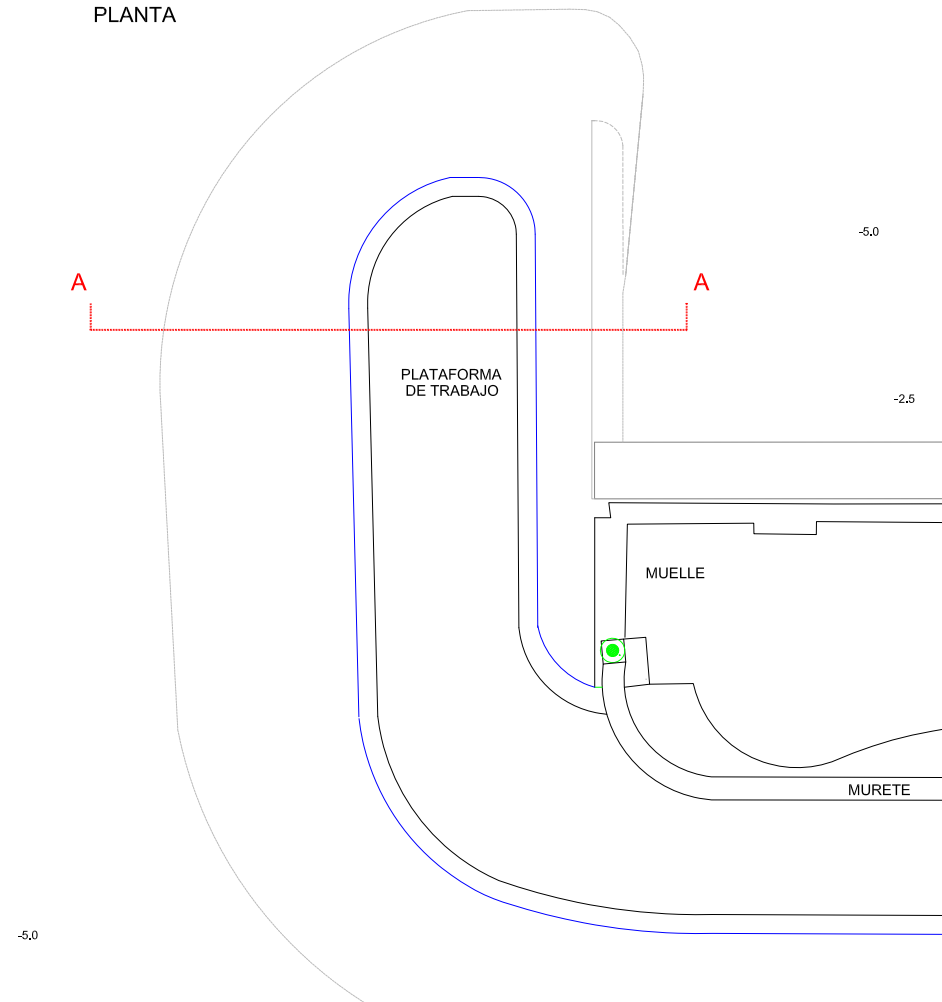 PLANTA
-5.0
A
A
PLATAFORMA
DE TRABAJO
-2.5
MUELLE
MURETE
-5.0